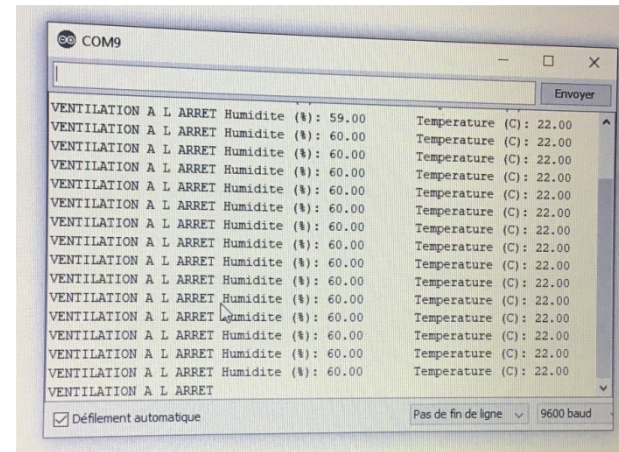 COM9
Envoyer
VENTILATION A L ARRET Humidite (%): 59.00 Temperature (C): 22.00
VENTILATION A L ARRET Humidite (%): 60.00 Temperature (C): 22.00
VENTILATION A L ARRET Humidite (%): 60.00 Temperature (C): 22.00
VENTILATION A L ARRET Humidite (%): 60.00 Temperature (C): 22.00
VENTILATION A L ARRET Humidite (%): 60.00 Temperature (C): 22.00
VENTILATION A L ARRET Humidite (%): 60.00 Temperature (C): 22.00
VENTILATION A L ARRET Humidite (%): 60.00 Temperature (C): 22.00
VENTILATION A L ARRET Humidite (%): 60.00 Temperature (C): 22.00
VENTILATION A L ARRET Humidite (%): 60.00 Temperature (C): 22.00
VENTILATION A L ARRET Humidite (%): 60.00 Temperature (C): 22.00
VENTILATION A L ARRET Humidite (%): 60.00 Temperature (C): 22.00
VENTILATION A L ARRET Humidite (%): 60.00 Temperature (C): 22.00
VENTILATION A L ARRET Humidite (%): 60.00 Temperature (C): 22.00
VENTILATION A L ARRET Humidite (%): 60.00 Temperature (C): 22.00
VENTILATION A L ARRET Humidite (%): 60.00 Temperature (C): 22.00
VENTILATION A L ARRET
Défilement automatique Pas de fin de ligne 9600 baud